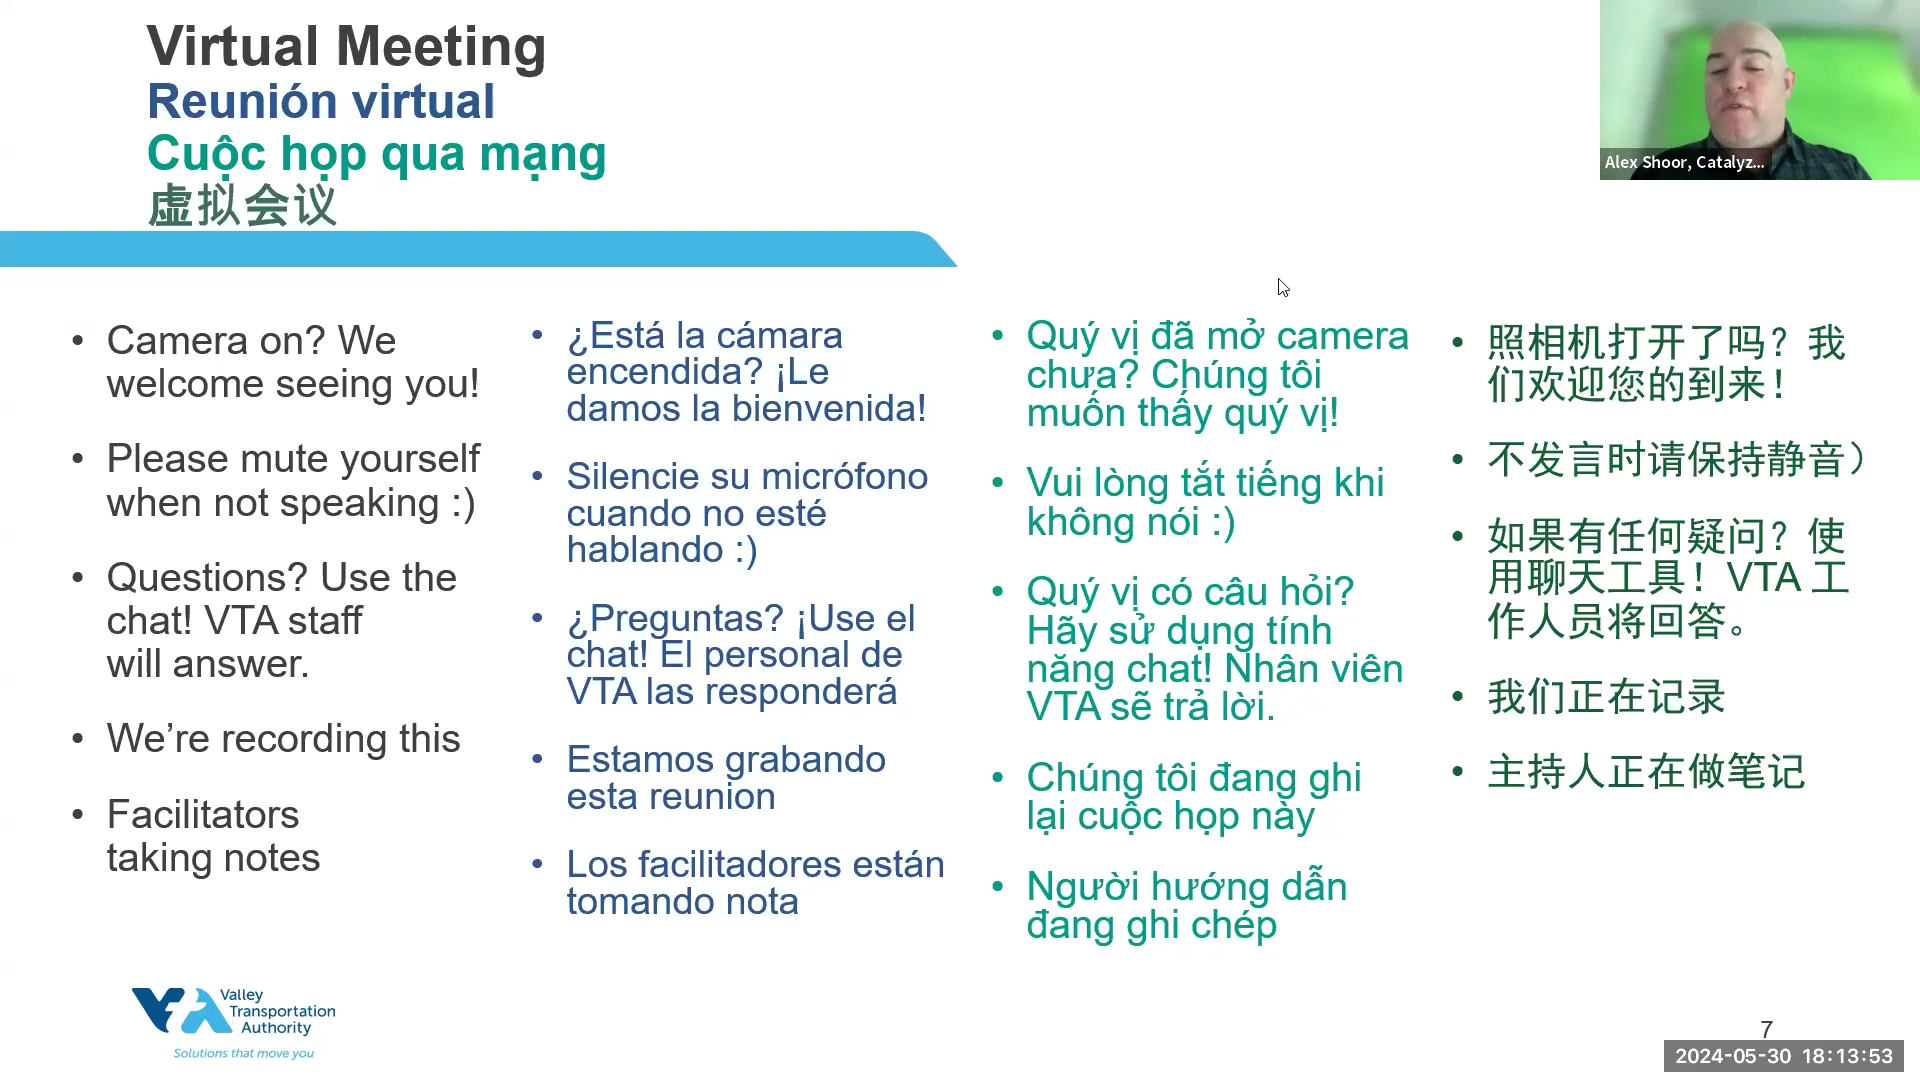 Virtual Meeting
Reunión virtual
Cuộc họp qua mạng
虚拟会议
Alex Shoor, Catalyz...
• Camera on? We
welcome seeing you!
• Please mute yourself
when not speaking :)
• Questions? Use the
chat! VTA staff
will answer.
• We’re recording this
• Facilitators
taking notes
• ¿Está la cámara
encendida? ¡Le
damos la bienvenida!
• Silencie su micrófono
cuando no esté
hablando :)
• ¿Preguntas? ¡Use el
chat! El personal de
VTA las responderá
• Estamos grabando
esta reunion
• Los facilitadores están
tomando nota
• Quý vị đã mở camera
chưa? Chúng tôi
muốn thấy quý vị!
• Vui lòng tắt tiếng khi
không nói :)
• Quý vị có câu hỏi?
Hãy sử dụng tính
năng chat! Nhân viên
VTA sẽ trả lời.
• Chúng tôi đang ghi
lại cuộc họp này
• Người hướng dẫn
đang ghi chép
• 照相机打开了吗？我
们欢迎您的到来！
• 不发言时请保持静音）
• 如果有任何疑问？使
用聊天工具！VTA 工
作人员将回答。
• 我们正在记录
• 主持人正在做笔记
VTA
Valley
Transportation
Authority
Solutions that move you
7
2024-05-30 18:13:53